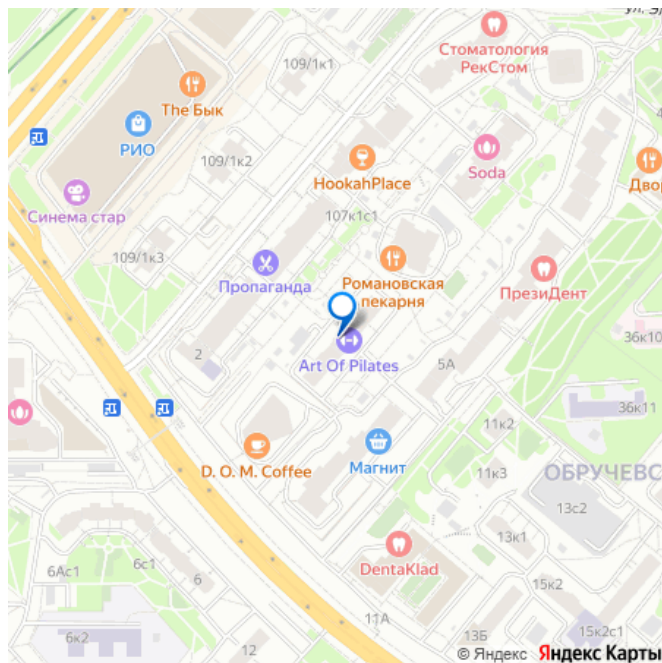 ул. Э
Стоматология
РекСтом
109/1к1
The Бык
РИО
109/1к2
HookahPlace
Soda
Двор
Синема стар
107к1с1
109/1к3
Пропаганда
Романовская
пекарня
ПрезиДент
36к10
2
Art Of Pilates
5А
36к11
11к2
D. O. M. Coffee
Магнит
11к3
ОБРУЧЕВС
13с2
13к1
DentaKlad
6Ас1
6с1
6
15к2
11А
6к2
12
13Б
15к2с1
© Яндекс Яндекс Карты